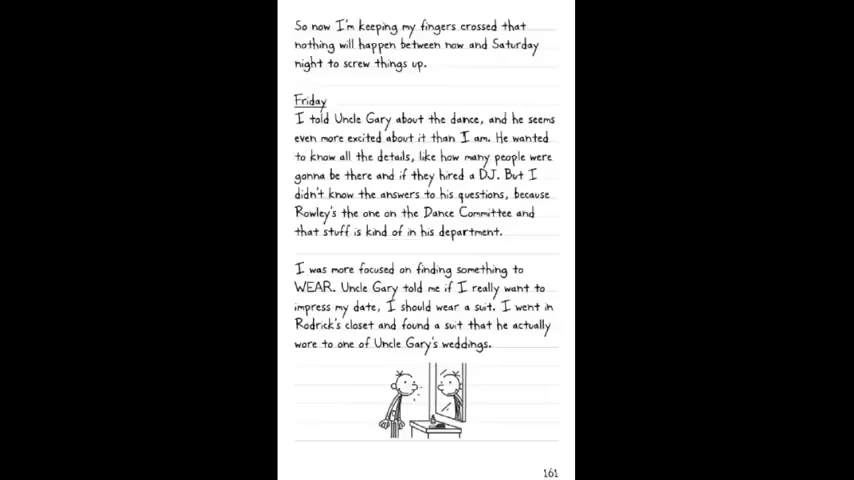 So now I'm keeping my fingers crossed that
nothing will happen between now and Saturday
night to screw things up.
Friday
I told Uncle Gary about the dance, and he seems
even more excited about it than I am. He wanted
to know all the details, like how many people were
gonna be there and if they hired a DJ. But I
didn't know the answers to his questions, because
Rowley's the one on the Dance Committee and
that stuff is kind of in his department.
I was more focused on finding something to
WEAR. Uncle Gary told me if I really want to
impress my date, I should wear a suit. I went in
Rodrick's closet and found a suit that he actually
wore to one of Uncle Gary's weddings.
161